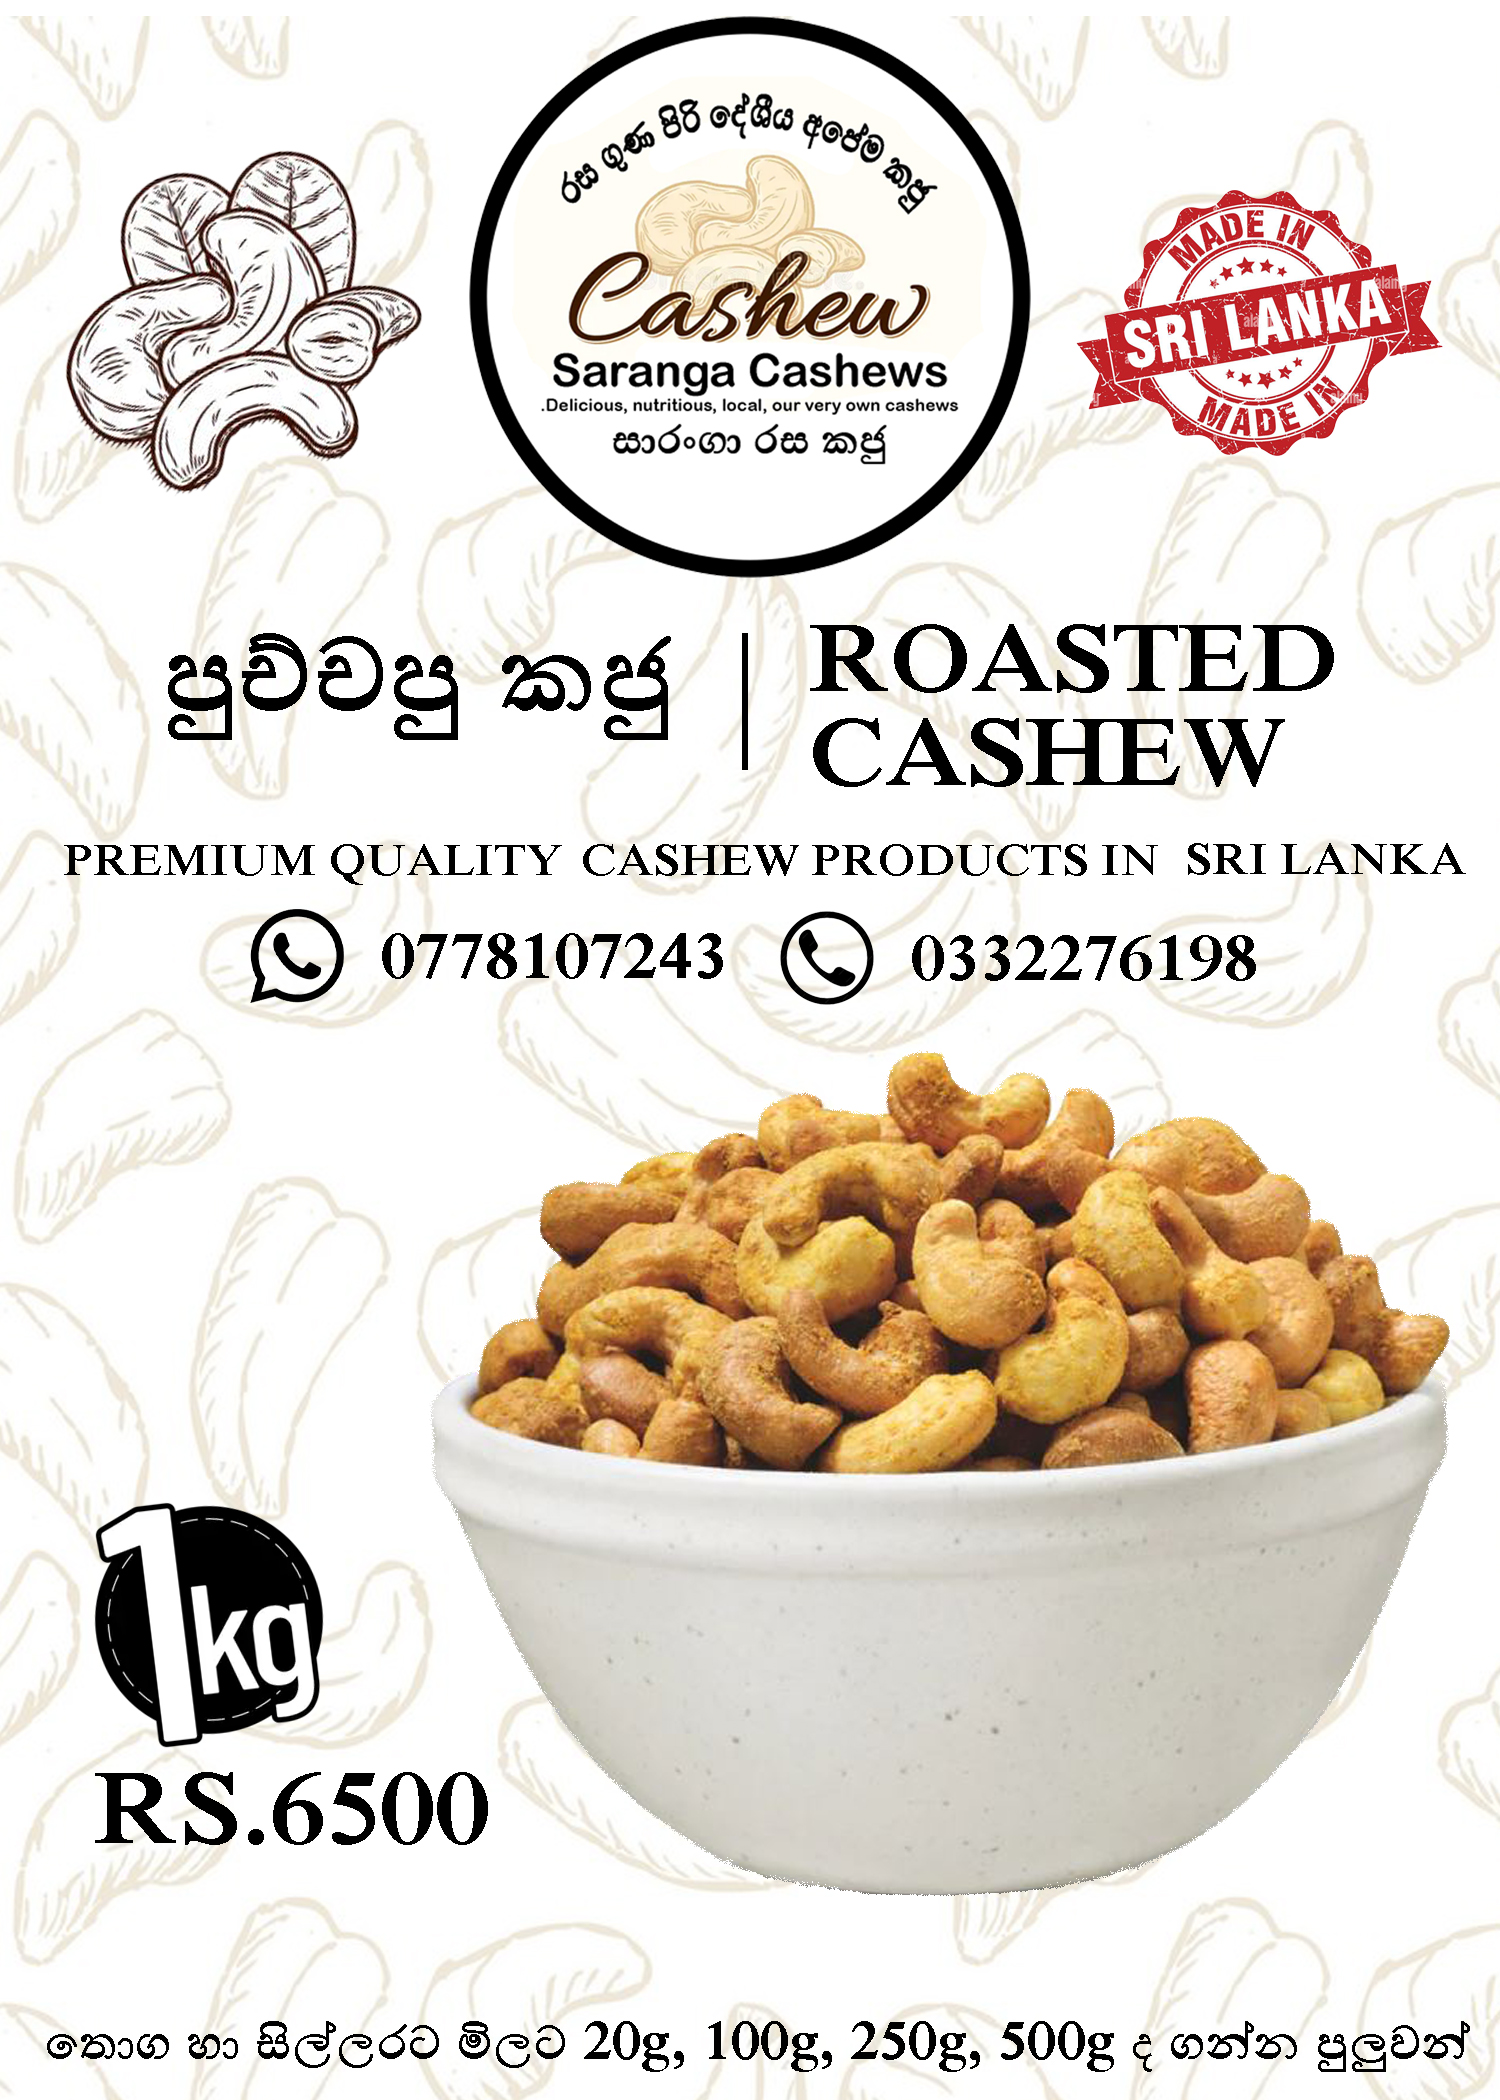 රස ගුණ පිරි දේශීය අපේම කජු
Cashew
Saranga Cashews
.Delicious, nutritious, local, our very own cashews
සාරංගා රස කජු
MADE IN
SRI LANKA
MADE IN
පුච්චපු කජු
ROASTED
CASHEW
PREMIUM QUALITY CASHEW PRODUCTS IN SRI LANKA
0778107243
0332276198
1kg
RS.6500
තොග හා සිල්ලරට මිලට 20g, 100g, 250g, 500g ද ගන්න පුලුවන්